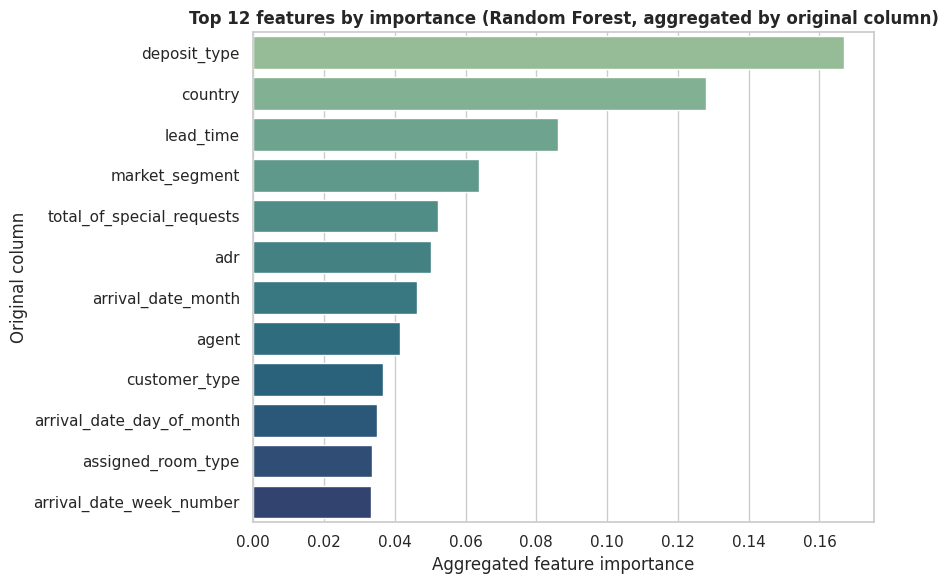 Top 12 features by importance (Random Forest, aggregated by original column)
Original column
deposit_type
country
lead_time
market_segment
total_of_special_requests
adr
arrival_date_month
agent
customer_type
arrival_date_day_of_month
assigned_room_type
arrival_date_week_number
0.00 0.02 0.04 0.06 0.08 0.10 0.12 0.14 0.16
Aggregated feature importance